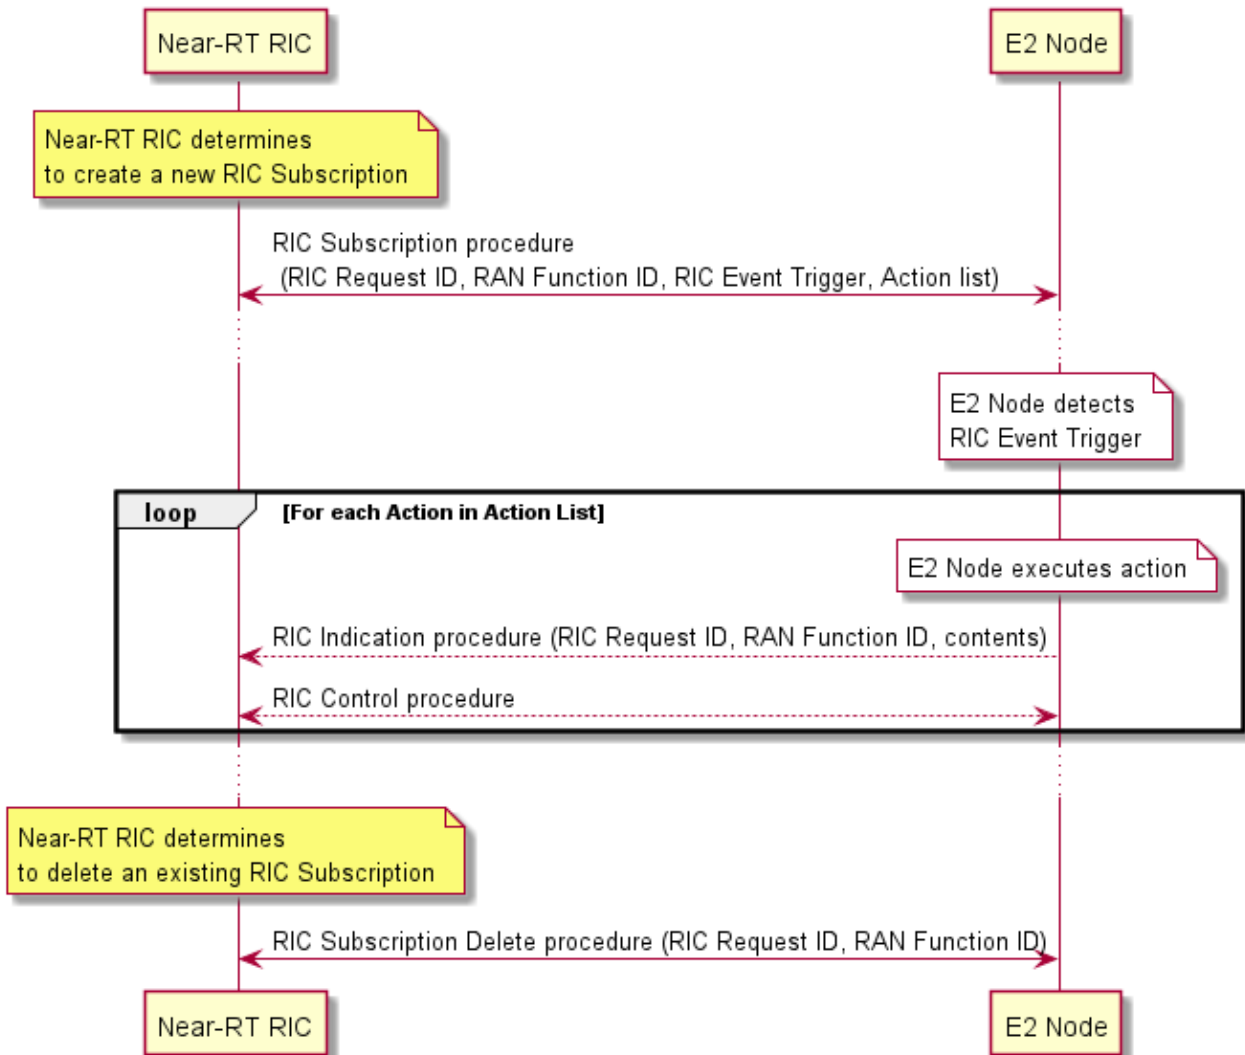 Near-RT RIC
E2 Node
Near-RT RIC determines
to create a new RIC Subscription
RIC Subscription procedure
(RIC Request ID, RAN Function ID, RIC Event Trigger, Action list)
E2 Node detects
RIC Event Trigger
loop
[For each Action in Action List]
E2 Node executes action
RIC Indication procedure (RIC Request ID, RAN Function ID, contents)
RIC Control procedure
Near-RT RIC determines
to delete an existing RIC Subscription
RIC Subscription Delete procedure (RIC Request ID, RAN Function ID)
Near-RT RIC
E2 Node